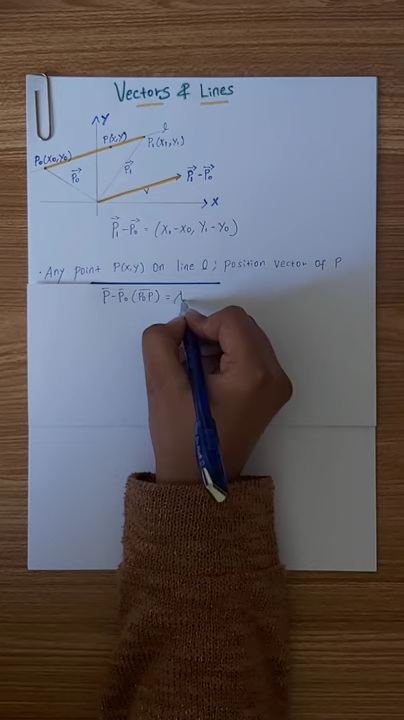 Vectors & Lines
Y
l
P(x,y)
P₁(x₁,y₁)
P₀(x₀,y₀)
P₀
P₁
P₁-P₀
v
X
P₁-P₀ = (x₁-x₀, Y₁-Y₀)
· Any point P(x,y) on line l ; position vector of P
P̅-P̅₀ (P₀P) = λ